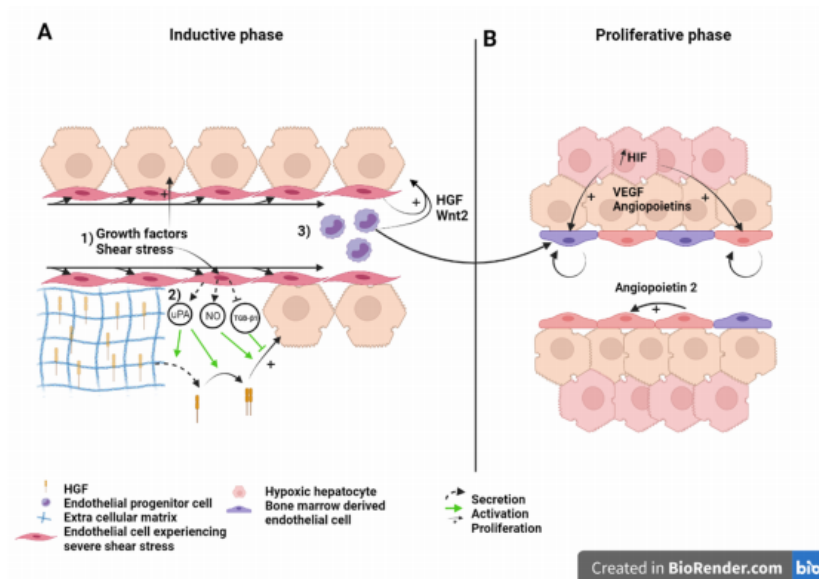 A
Inductive phase
B
Proliferative phase
HIF
+
VEGF
Angiopoietins
+
+
+
HGF
Wnt2
1) Growth factors
Shear stress
3)
2)
uPA
NO
TGB-β1
+
Angiopoietin 2
+
HGF
Endothelial progenitor cell
Extra cellular matrix
Endothelial cell experiencing
severe shear stress
Hypoxic hepatocyte
Bone marrow derived
endothelial cell
Secretion
Activation
+
Proliferation
Created in BioRender.com
bio